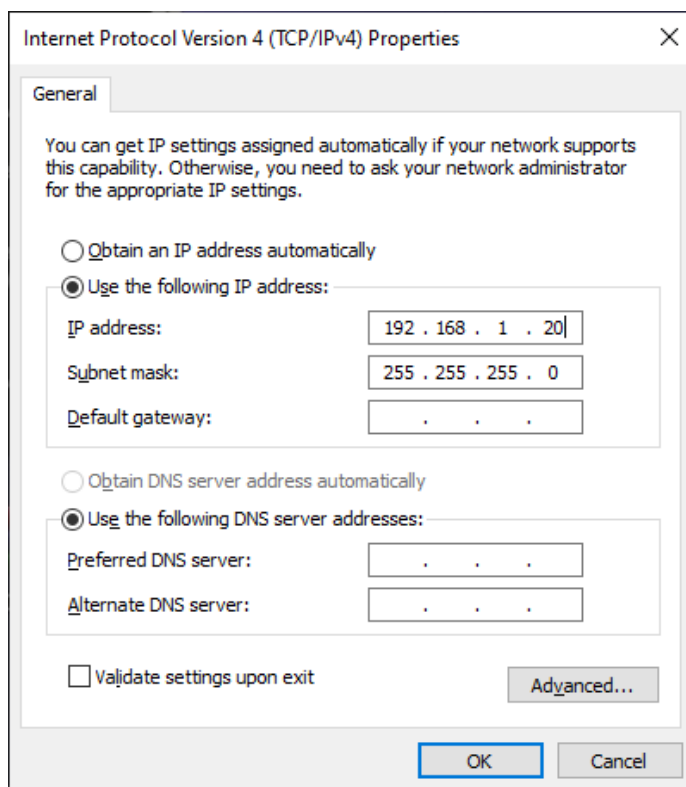 Internet Protocol Version 4 (TCP/IPv4) Properties
General
You can get IP settings assigned automatically if your network supports
this capability. Otherwise, you need to ask your network administrator
for the appropriate IP settings.
Obtain an IP address automatically
Use the following IP address:
IP address: 192 . 168 . 1 . 20
Subnet mask: 255 . 255 . 255 . 0
Default gateway: . . .
Obtain DNS server address automatically
Use the following DNS server addresses:
Preferred DNS server: . . .
Alternate DNS server: . . .
Validate settings upon exit
Advanced...
OK Cancel